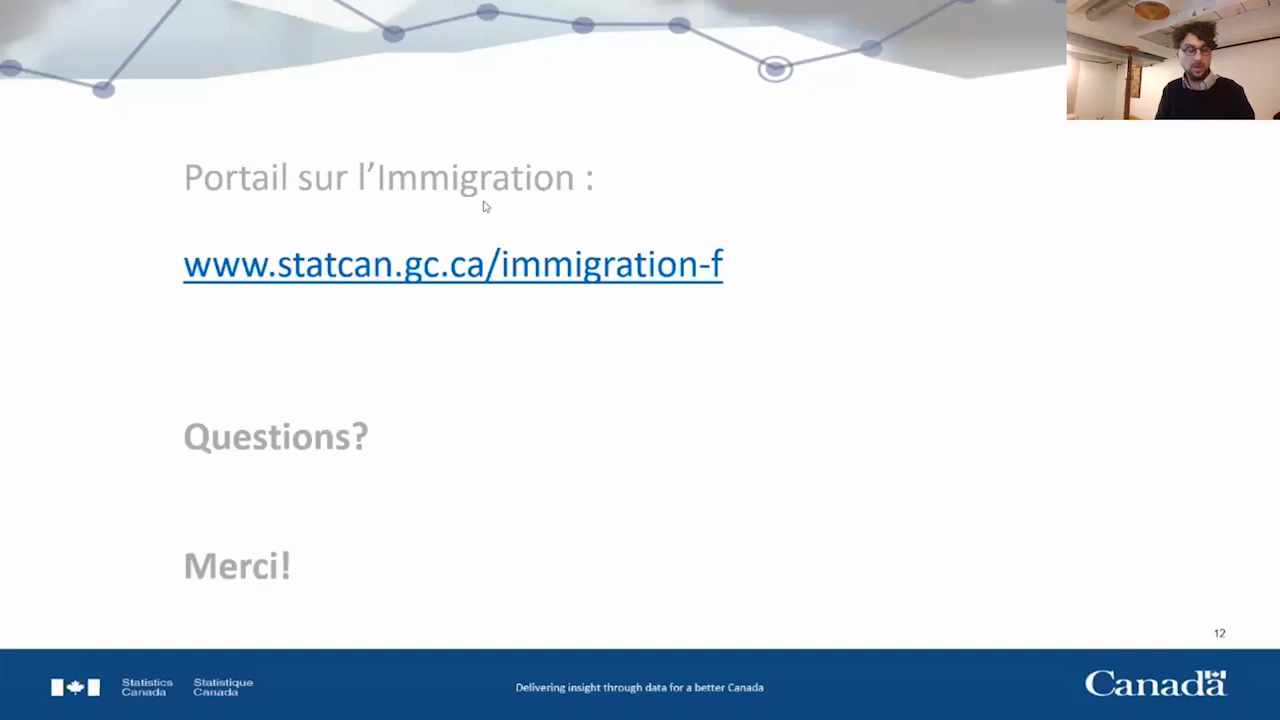 Portail sur l’Immigration :
www.statcan.gc.ca/immigration-f
Questions?
Merci!
12
Statistics Canada
Statistique Canada
Delivering insight through data for a better Canada
Canada